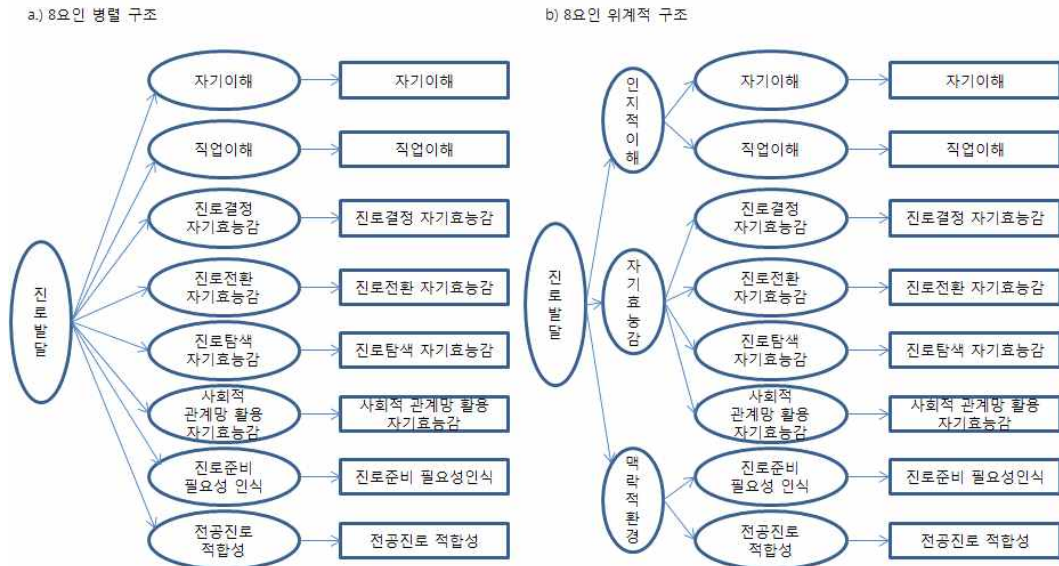 a.) 8요인 병렬 구조
진
로
발
달
자기이해
자기이해
직업이해
직업이해
진로결정
자기효능감
진로결정 자기효능감
진로전환
자기효능감
진로전환 자기효능감
진로탐색
자기효능감
진로탐색 자기효능감
사회적
관계망 활용
자기효능감
사회적 관계망 활용
자기효능감
진로준비
필요성 인식
진로준비 필요성인식
전공진로
적합성
전공진로 적합성
b) 8요인 위계적 구조
진
로
발
달
인
지
적
이
해
자기이해
자기이해
직업이해
직업이해
자
기
효
능
감
진로결정
자기효능감
진로결정 자기효능감
진로전환
자기효능감
진로전환 자기효능감
진로탐색
자기효능감
진로탐색 자기효능감
사회적
관계망 활용
자기효능감
사회적 관계망 활용
자기효능감
맥
락
적
환
경
진로준비
필요성 인식
진로준비 필요성인식
전공진로
적합성
전공진로 적합성